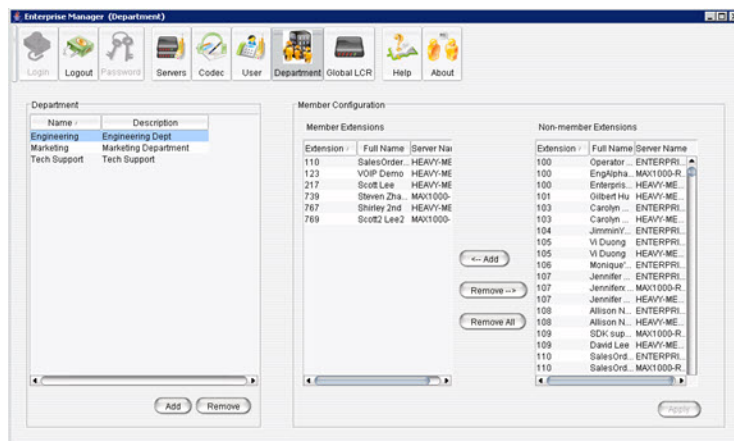 Enterprise Manager (Department)
Login Logout Password Servers Codec User Department Global LCR Help About
Department
Name / Description
Engineering Engineering Dept
Marketing Marketing Department
Tech Support Tech Support
Add Remove
Member Configuration
Member Extensions
Extension / Full Name Server Nar
110 SalesOrder... HEAVY-ME
123 VOIP Demo HEAVY-ME
217 Scott Lee HEAVY-ME
739 Steven Zha... MAX1000-
767 Shirley 2nd HEAVY-ME
769 Scott2 Lee2 MAX1000-
<-- Add
Remove -->
Remove All
Non-member Extensions
Extension / Full Name Server Name
100 Operator ... ENTERPRI...
100 EngAlpha... MAX1000-R...
100 Enterpris... HEAVY-ME...
101 Gilbert Hu HEAVY-ME...
103 Carolyn ... ENTERPRI...
103 Carolyn ... HEAVY-ME...
104 JimminY... ENTERPRI...
105 Vi Duong ENTERPRI...
105 Vi Duong HEAVY-ME...
106 Monique'... ENTERPRI...
107 Jennifer ... ENTERPRI...
107 Jenniferx ... MAX1000-R...
107 Jennifer ... HEAVY-ME...
108 Allison N... ENTERPRI...
108 Allison N... HEAVY-ME...
109 SDK sup... MAX1000-R...
109 David Lee HEAVY-ME...
110 SalesOrd... ENTERPRI...
110 SalesOrd... MAX1000-R...
Apply